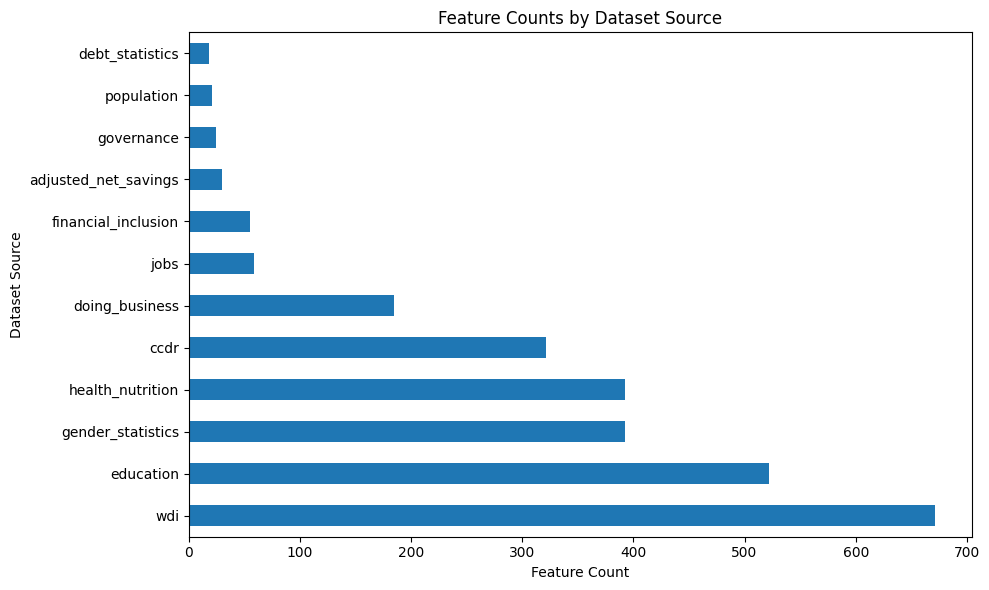 Feature Counts by Dataset Source
Dataset Source
debt_statistics
population
governance
adjusted_net_savings
financial_inclusion
jobs
doing_business
ccdr
health_nutrition
gender_statistics
education
wdi
0 100 200 300 400 500 600 700
Feature Count